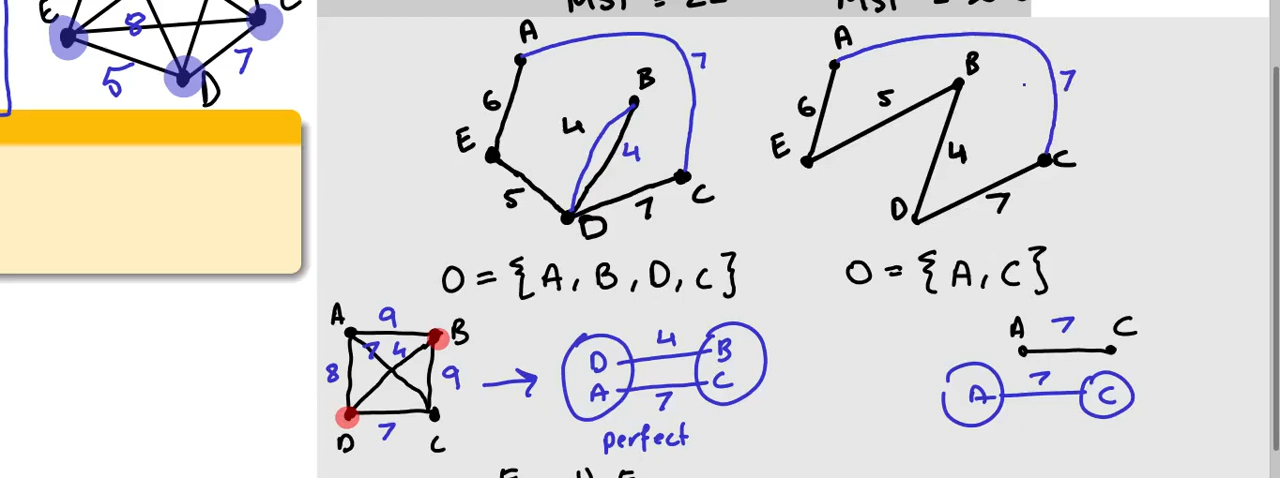 E
8
5
D
7
A
6
E
5
4
B
4
D
7
C
7
A
6
E
5
B
4
D
7
C
7
O = {A, B, D, C}
O = {A, C}
A 9 B
7 4
8
9
D 7 C
D 4 B
A 7 C
perfect
A 7 C
A 7 C